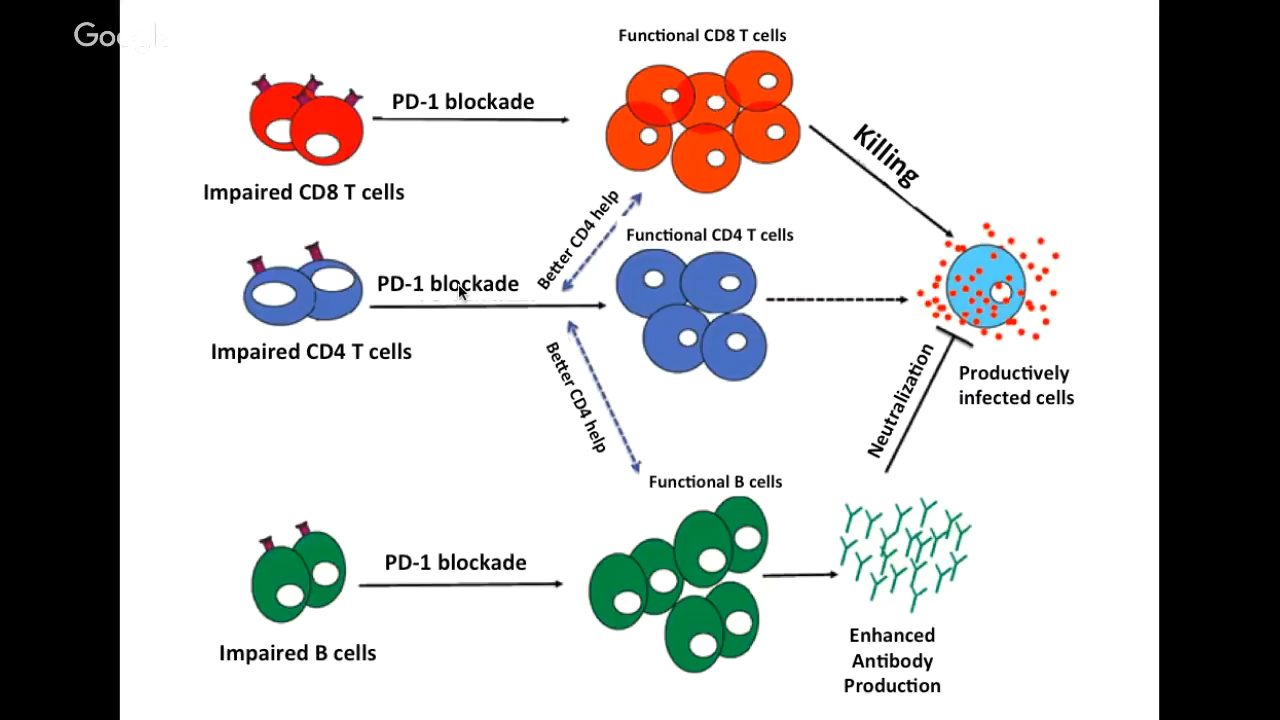 Google
Functional CD8 T cells
PD-1 blockade
Killing
Impaired CD8 T cells
Better CD4 help
Functional CD4 T cells
PD-1 blockade
Impaired CD4 T cells
Better CD4 help
Neutralization
Productively
infected cells
Functional B cells
PD-1 blockade
Impaired B cells
Enhanced
Antibody
Production